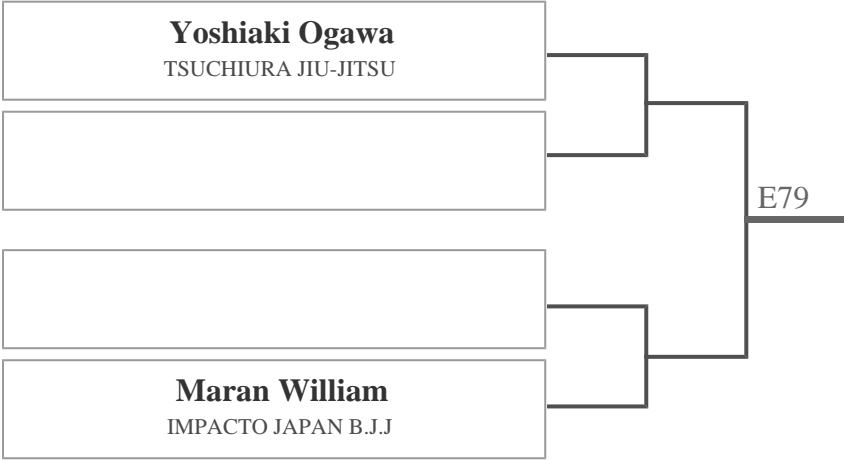 Yoshiaki Ogawa
TSUCHIURA JIU-JITSU
E79
Maran William
IMPACTO JAPAN B.J.J